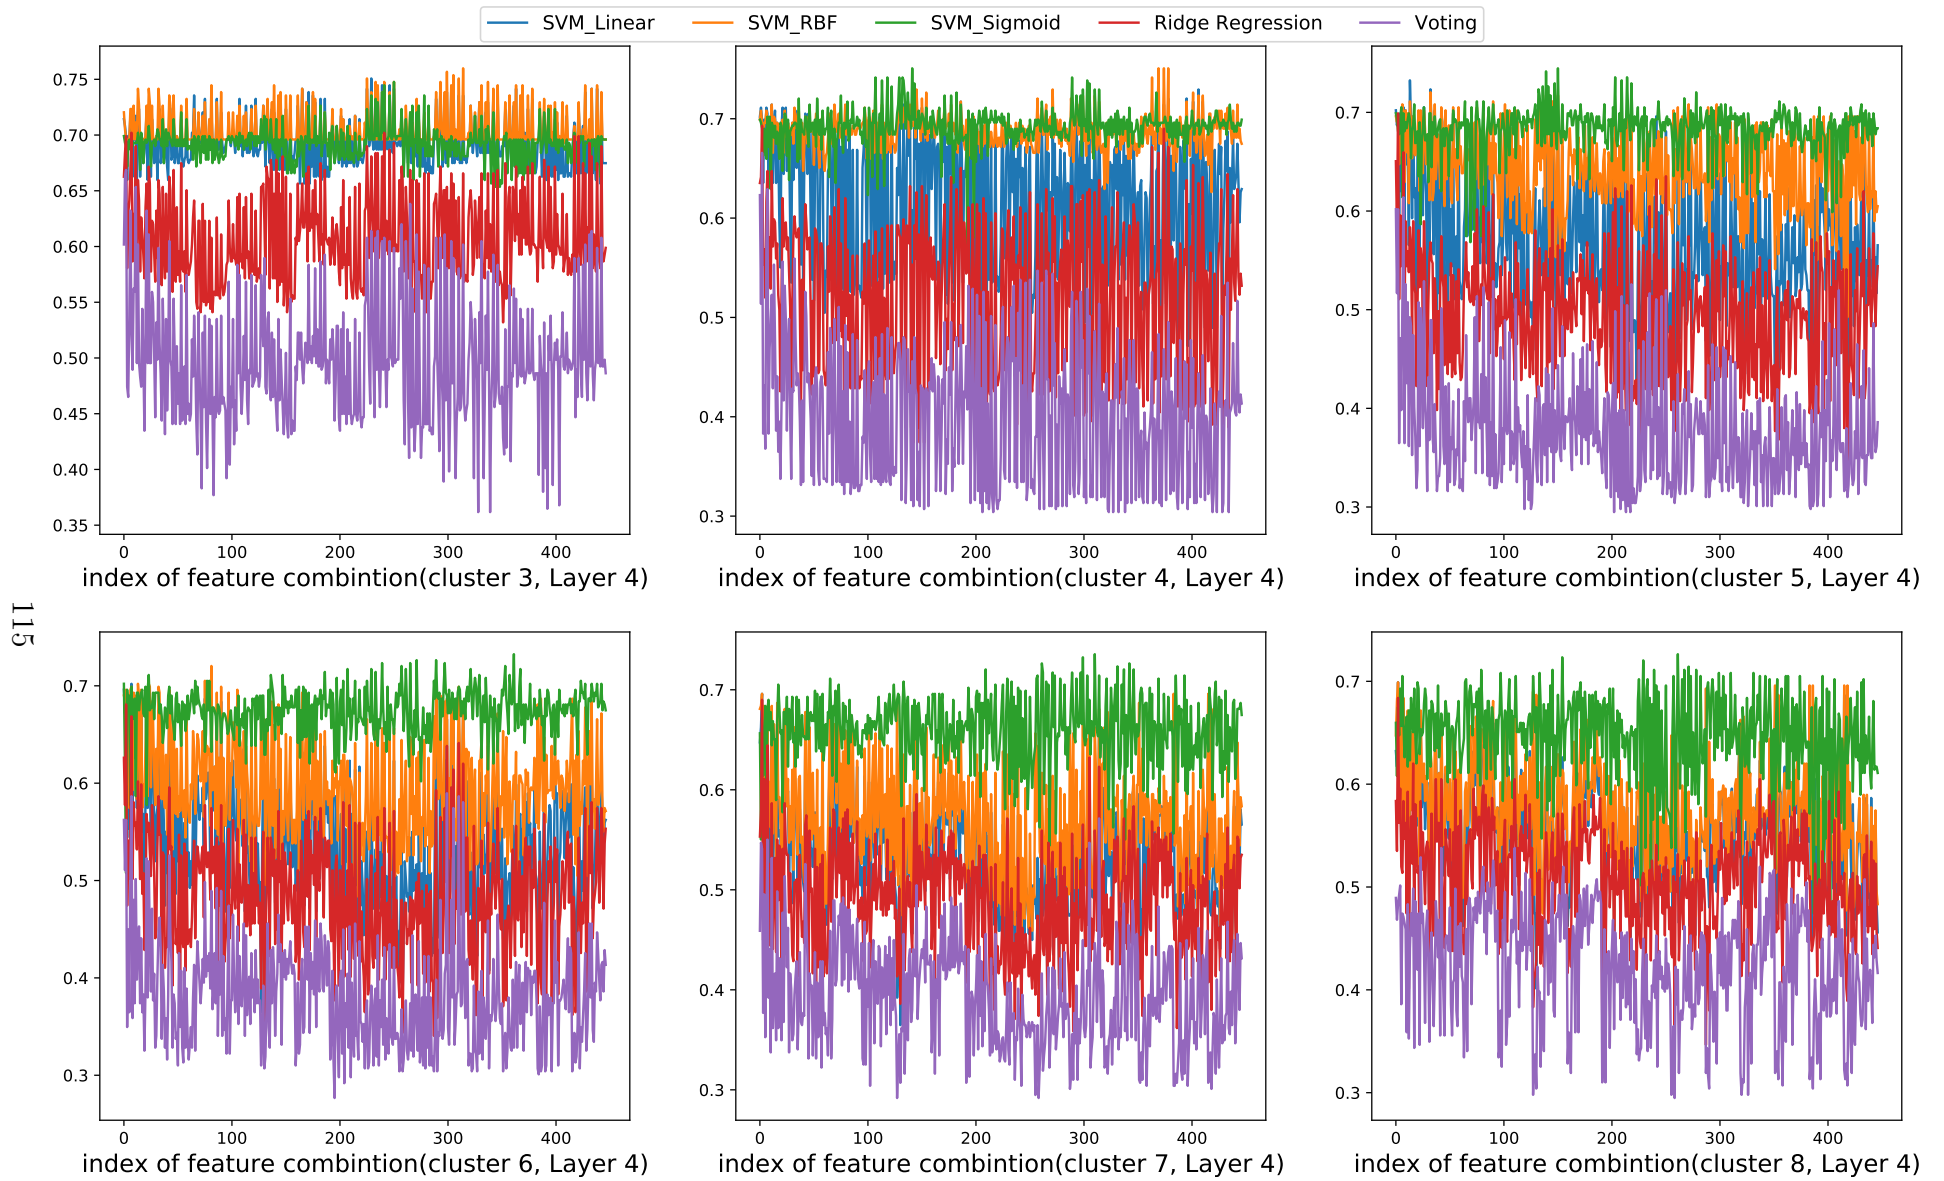 SVM_Linear SVM_RBF SVM_Sigmoid Ridge Regression Voting
0.75
0.70
0.65
0.60
0.55
0.50
0.45
0.40
0.35
0 100 200 300 400
index of feature combintion(cluster 3, Layer 4)
0.7
0.6
0.5
0.4
0.3
0 100 200 300 400
index of feature combintion(cluster 4, Layer 4)
0.7
0.6
0.5
0.4
0.3
0 100 200 300 400
index of feature combintion(cluster 5, Layer 4)
115
0.7
0.6
0.5
0.4
0.3
0 100 200 300 400
index of feature combintion(cluster 6, Layer 4)
0.7
0.6
0.5
0.4
0.3
0 100 200 300 400
index of feature combintion(cluster 7, Layer 4)
0.7
0.6
0.5
0.4
0.3
0 100 200 300 400
index of feature combintion(cluster 8, Layer 4)